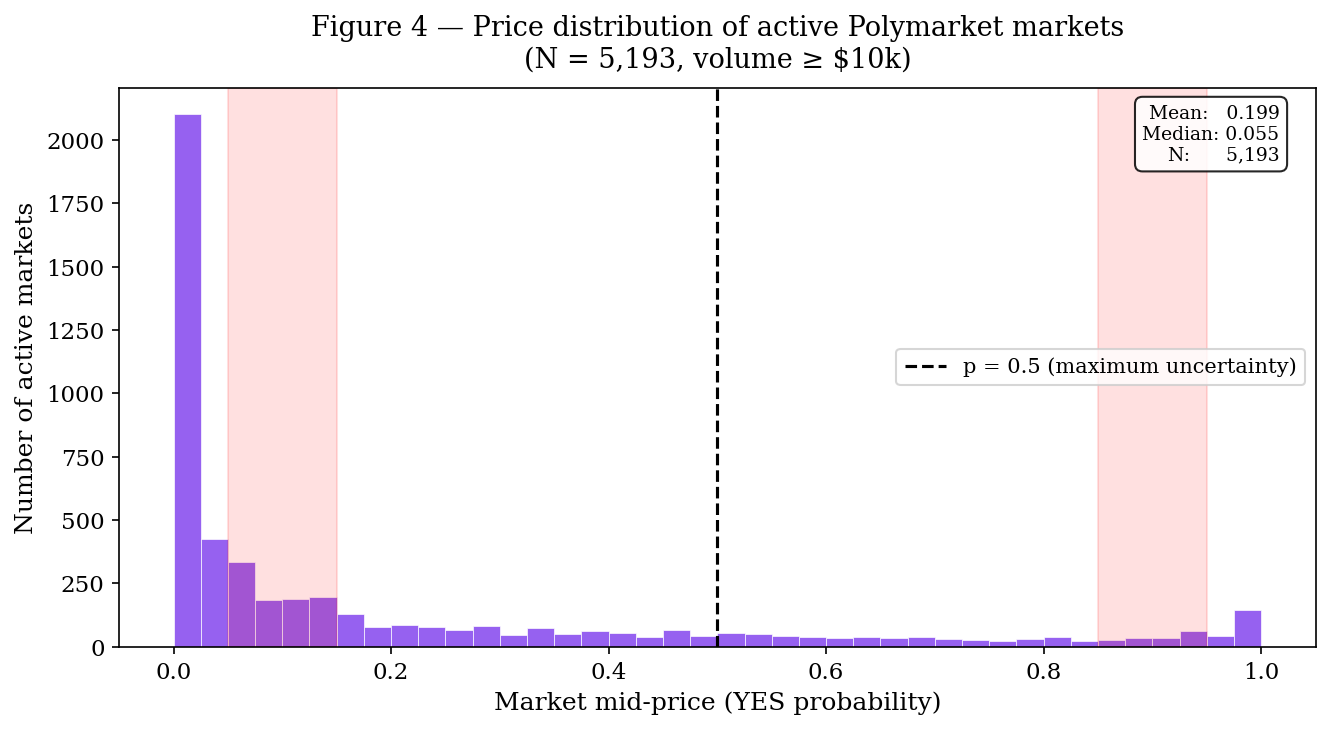 Figure 4 — Price distribution of active Polymarket markets
(N = 5,193, volume ≥ $10k)
Mean: 0.199
Median: 0.055
N: 5,193
p = 0.5 (maximum uncertainty)
Number of active markets
2000
1750
1500
1250
1000
750
500
250
0
0.0 0.2 0.4 0.6 0.8 1.0
Market mid-price (YES probability)